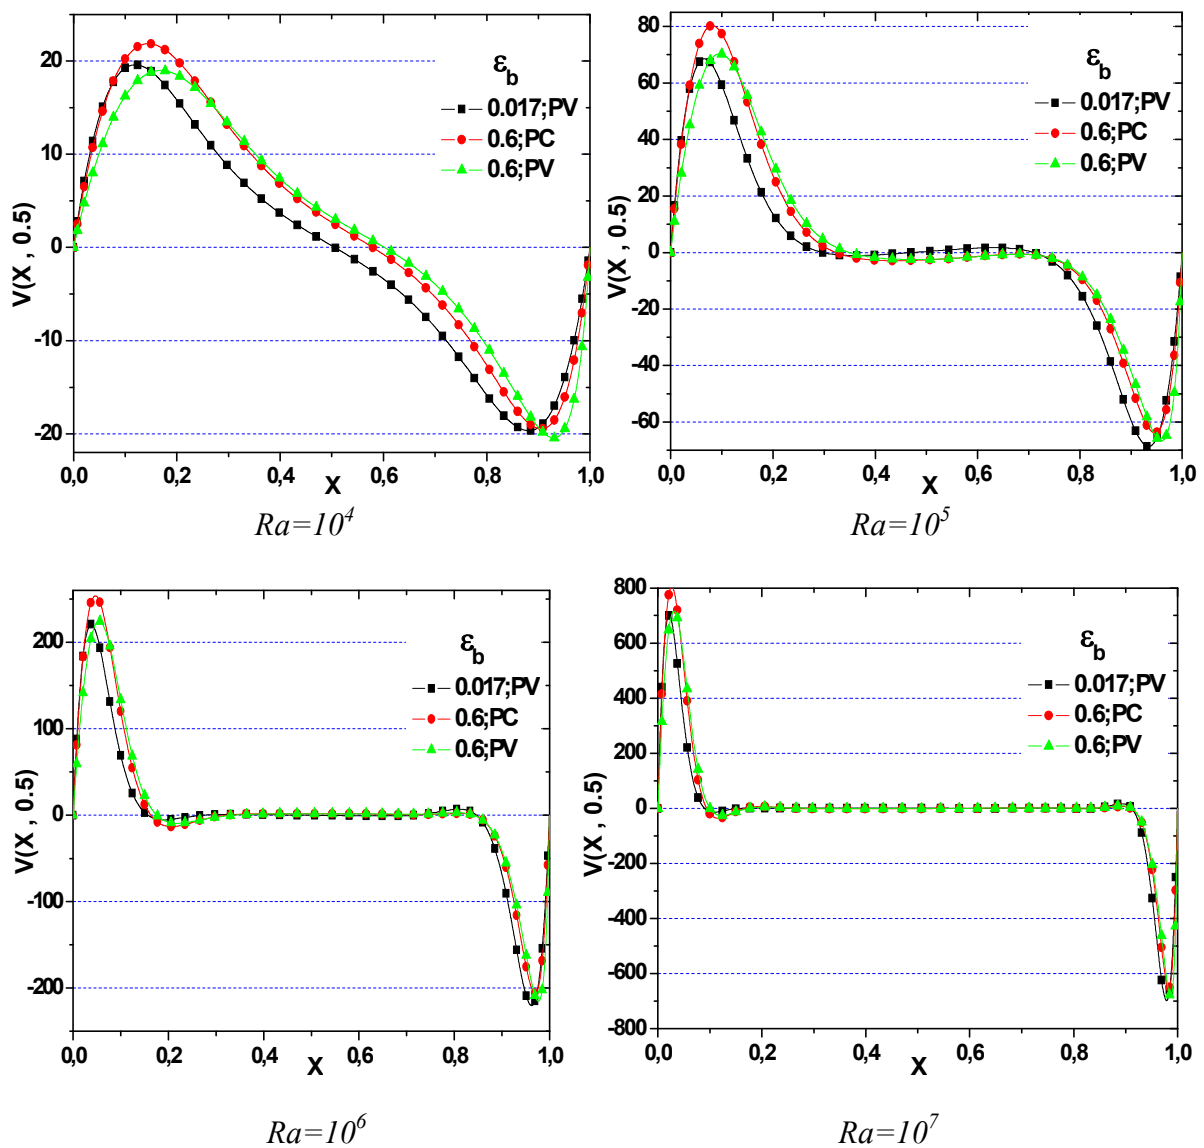 20
10
0
-10
-20
V(X , 0.5)
0,0 0,2 0,4 0,6 0,8 1,0
X
ε_b
0.017;PV
0.6;PC
0.6;PV
Ra=10^4
80
60
40
20
0
-20
-40
-60
V(X , 0.5)
0,0 0,2 0,4 0,6 0,8 1,0
X
ε_b
0.017;PV
0.6;PC
0.6;PV
Ra=10^5
200
100
0
-100
-200
V(X , 0.5)
0,0 0,2 0,4 0,6 0,8 1,0
X
ε_b
0.017;PV
0.6;PC
0.6;PV
Ra=10^6
800
600
400
200
0
-200
-400
-600
-800
V(X , 0.5)
0,0 0,2 0,4 0,6 0,8 1,0
X
ε_b
0.017;PV
0.6;PC
0.6;PV
Ra=10^7